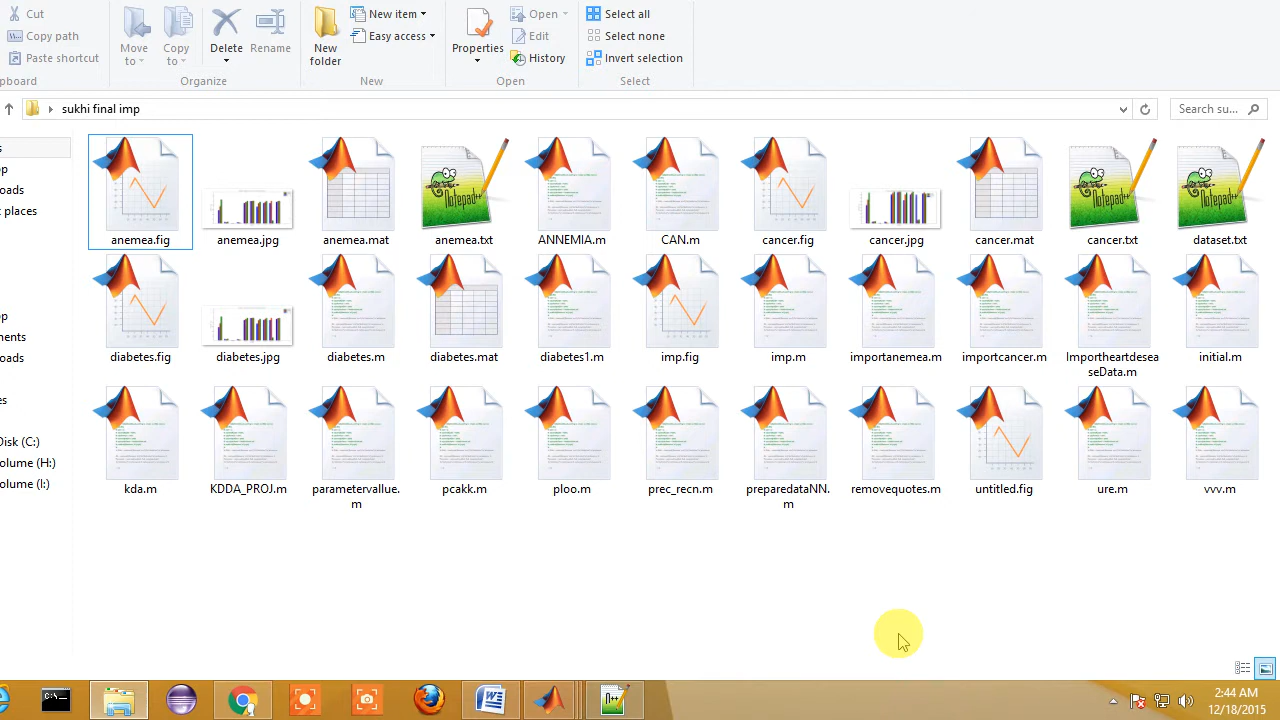 Cut
Copy path
Paste shortcut
pboard
Move to
Copy to
Delete
Rename
Organize
New folder
New item
Easy access
New
Properties
Open
Edit
History
Open
Select all
Select none
Invert selection
Select
sukhi final imp
Search su...
s
op
oads
t places
op
ments
oads
es
Disk (C:)
olume (H:)
olume (I:)
anemea.fig
anemea.jpg
anemea.mat
anemea.txt
ANNEMIA.m
CAN.m
cancer.fig
cancer.jpg
cancer.mat
cancer.txt
dataset.txt
diabetes.fig
diabetes.jpg
diabetes.m
diabetes.mat
diabetes1.m
imp.fig
imp.m
importanemea.m
importcancer.m
Importheartdesea
seData.m
initial.m
kda.m
KDDA_PROJ.m
parametervallue.
m
pcakk.m
ploo.m
prec_recn.m
preparedataNN.
m
removequotes.m
untitled.fig
ure.m
vvv.m
2:44 AM
12/18/2015